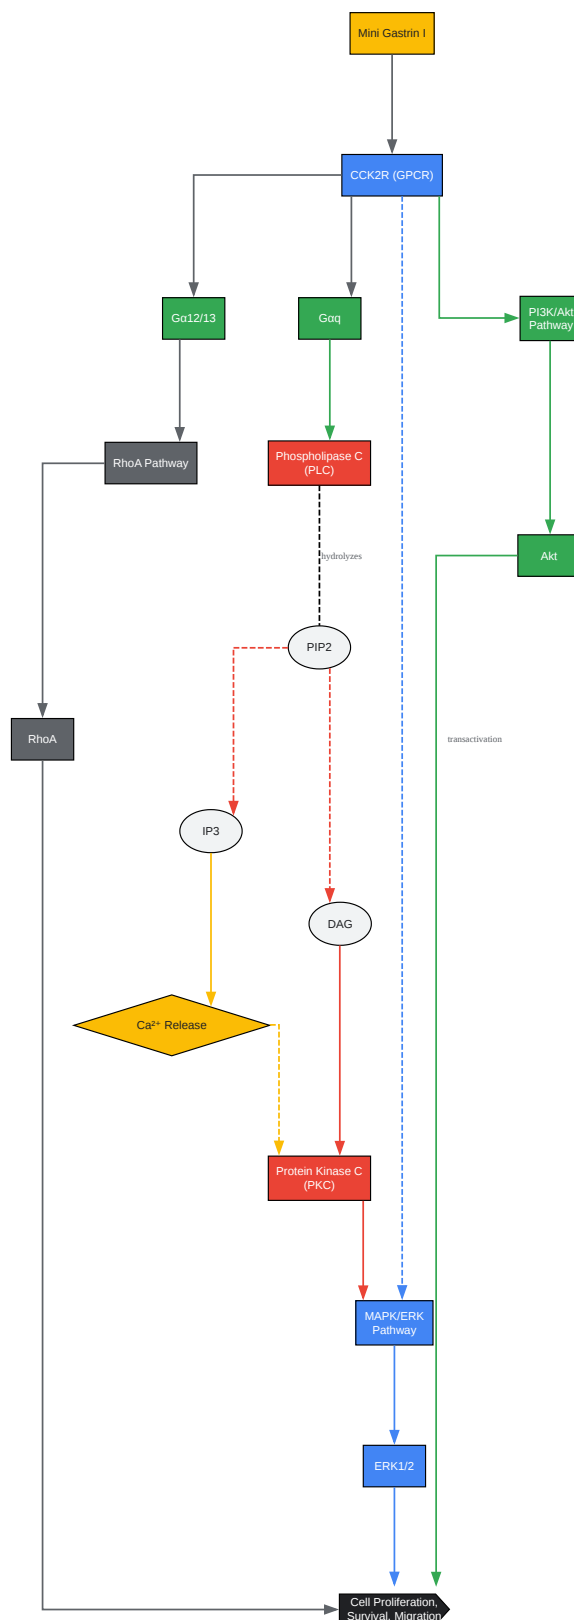 Mini Gastrin I
CCK2R (GPCR)
Gα12/13
Gαq
PI3K/Akt
Pathway
RhoA Pathway
Phospholipase C
(PLC)
hydrolyzes
Akt
PIP2
RhoA
transactivation
IP3
DAG
Ca²⁺ Release
Protein Kinase C
(PKC)
MAPK/ERK
Pathway
ERK1/2
Cell Proliferation,
Survival, Migration